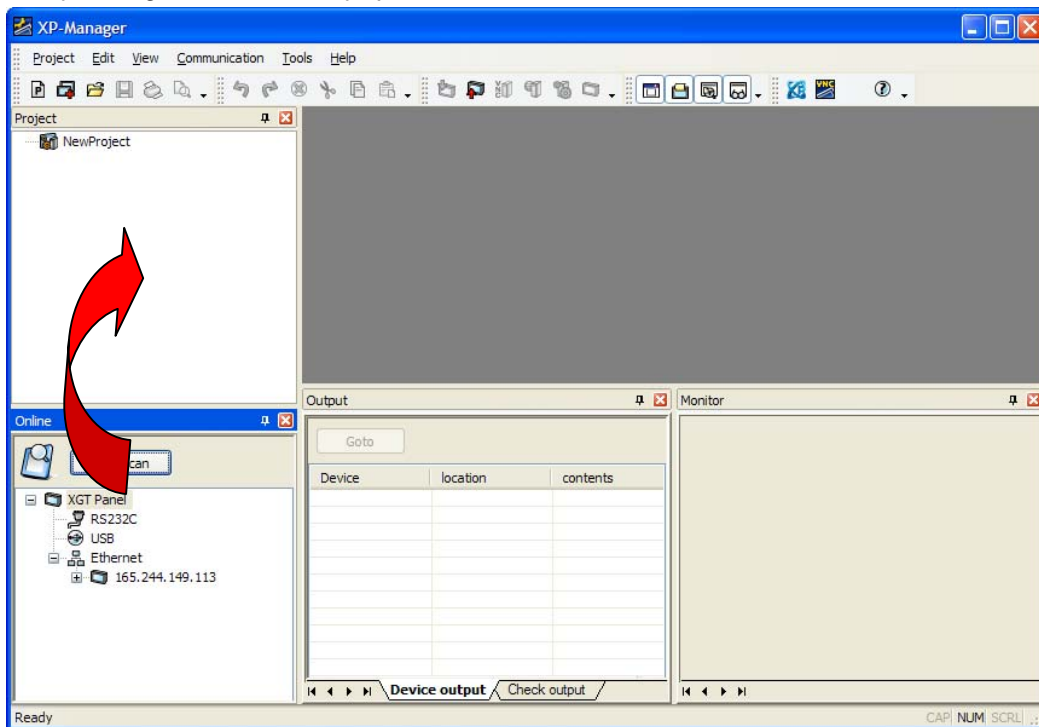 XP-Manager
Project Edit View Communication Tools Help
Project
NewProject
Online
XGT Panel
RS232C
USB
Ethernet
165.244.149.113
Output
Goto
Device location contents
Device output Check output
Monitor
Ready
CAP NUM SCRL